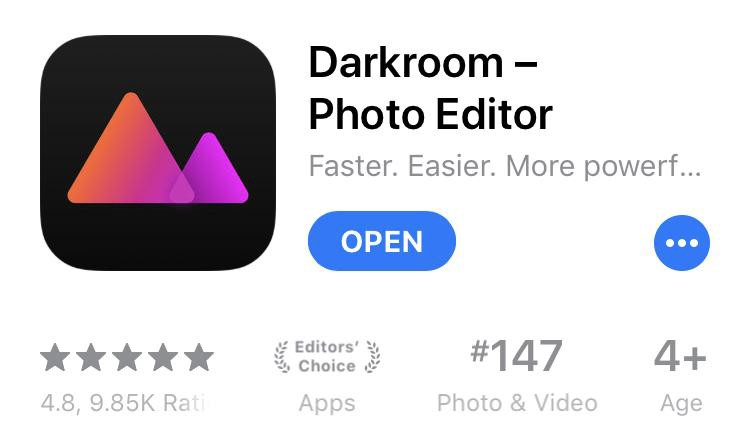 Darkroom –
Photo Editor
Faster. Easier. More powerf...
OPEN
★★★★★
Editors’
Choice
#147
4+
4.8, 9.85K Rati
Apps
Photo & Video
Age